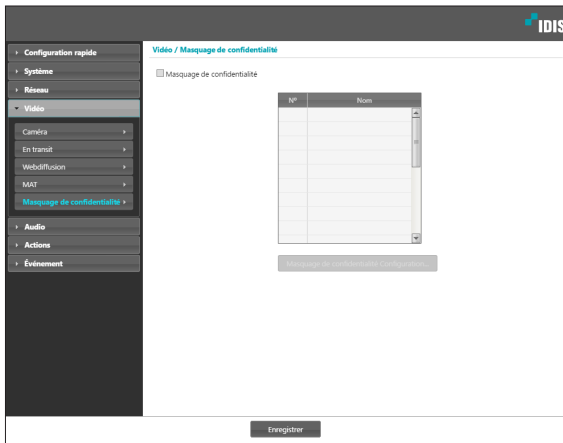 IDIS
Configuration rapide
Système
Réseau
Vidéo
Caméra
En transit
Webdiffusion
MAT
Masquage de confidentialité
Audio
Actions
Événement
Vidéo / Masquage de confidentialité
Masquage de confidentialité
Nº Nom
Masquage de confidentialité Configuration...
Enregistrer